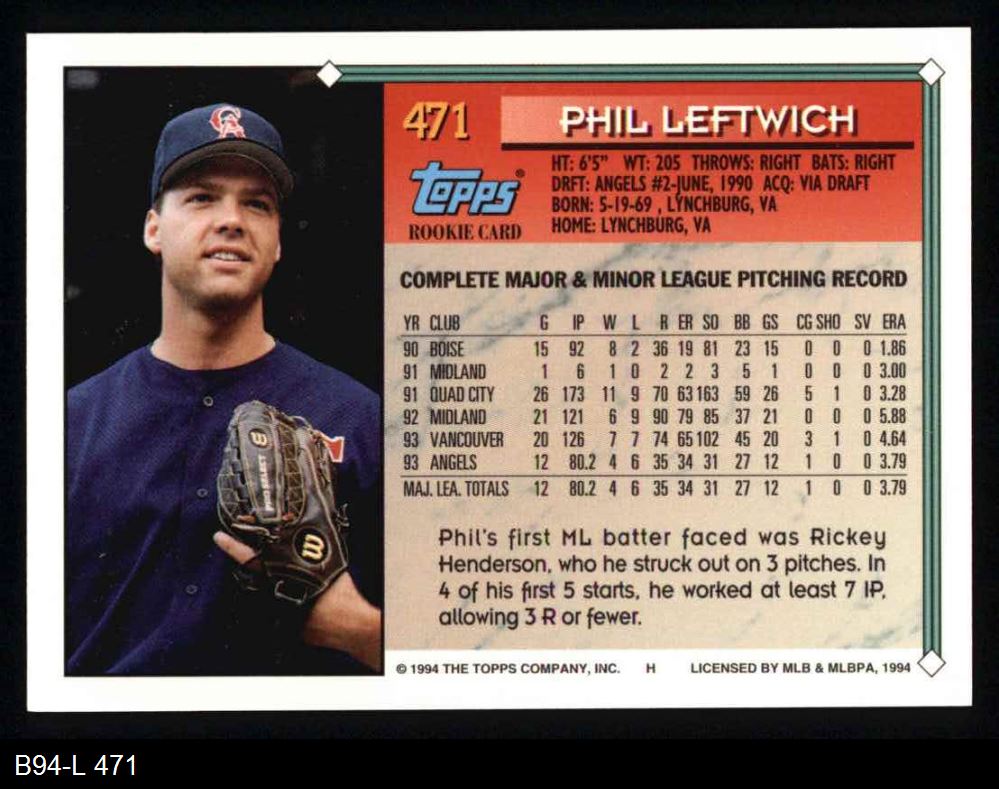 471
PHIL LEFTWICH
Topps®
ROOKIE CARD
HT: 6'5" WT: 205 THROWS: RIGHT BATS: RIGHT
DRFT: ANGELS #2-JUNE, 1990 ACQ: VIA DRAFT
BORN: 5-19-69 , LYNCHBURG, VA
HOME: LYNCHBURG, VA
CA
W
PRO SELECT
W
COMPLETE MAJOR & MINOR LEAGUE PITCHING RECORD
YR CLUB G IP W L R ER SO BB GS CG SHO SV ERA
90 BOISE 15 92 8 2 36 19 81 23 15 0 0 0 1.86
91 MIDLAND 1 6 1 0 2 2 3 5 1 0 0 0 3.00
91 QUAD CITY 26 173 11 9 70 63 163 59 26 5 1 0 3.28
92 MIDLAND 21 121 6 9 90 79 85 37 21 0 0 0 5.88
93 VANCOUVER 20 126 7 7 74 65 102 45 20 3 1 0 4.64
93 ANGELS 12 80.2 4 6 35 34 31 27 12 1 0 0 3.79
MAJ. LEA. TOTALS 12 80.2 4 6 35 34 31 27 12 1 0 0 3.79
Phil's first ML batter faced was Rickey
Henderson, who he struck out on 3 pitches. In
4 of his first 5 starts, he worked at least 7 IP,
allowing 3 R or fewer.
© 1994 THE TOPPS COMPANY, INC. H LICENSED BY MLB & MLBPA, 1994
B94-L 471